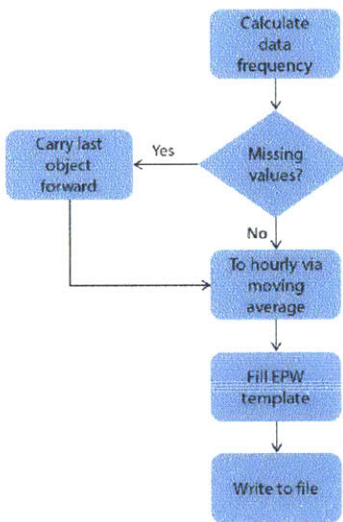 Calculate
data
frequency
Carry last
object
forward
Yes
Missing
values?
No
To hourly via
moving
average
Fill EPW
template
Write to file